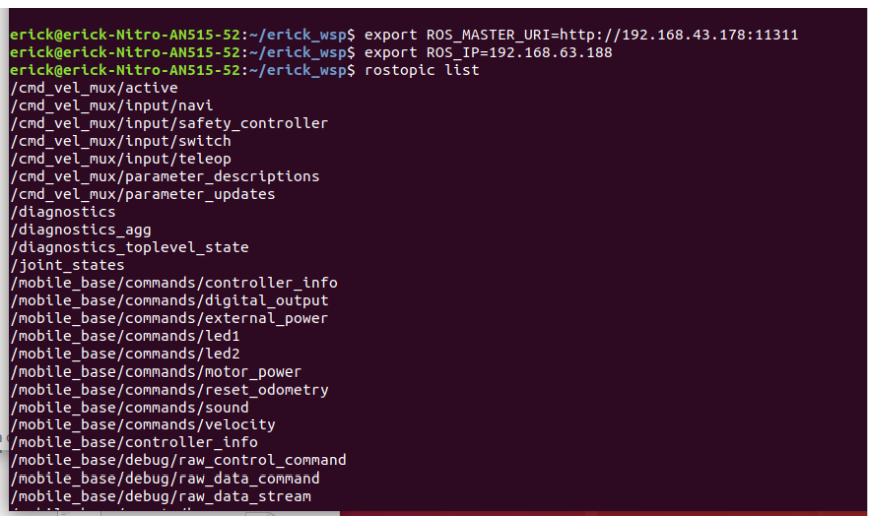 erick@erick-Nitro-AN515-52:~/erick_wsp$ export ROS_MASTER_URI=http://192.168.43.178:11311
erick@erick-Nitro-AN515-52:~/erick_wsp$ export ROS_IP=192.168.63.188
erick@erick-Nitro-AN515-52:~/erick_wsp$ rostopic list
/cmd_vel_mux/active
/cmd_vel_mux/input/navi
/cmd_vel_mux/input/safety_controller
/cmd_vel_mux/input/switch
/cmd_vel_mux/input/teleop
/cmd_vel_mux/parameter_descriptions
/cmd_vel_mux/parameter_updates
/diagnostics
/diagnostics_agg
/diagnostics_toplevel_state
/joint_states
/mobile_base/commands/controller_info
/mobile_base/commands/digital_output
/mobile_base/commands/external_power
/mobile_base/commands/led1
/mobile_base/commands/led2
/mobile_base/commands/motor_power
/mobile_base/commands/reset_odometry
/mobile_base/commands/sound
/mobile_base/commands/velocity
/mobile_base/controller_info
/mobile_base/debug/raw_control_command
/mobile_base/debug/raw_data_command
/mobile_base/debug/raw_data_stream